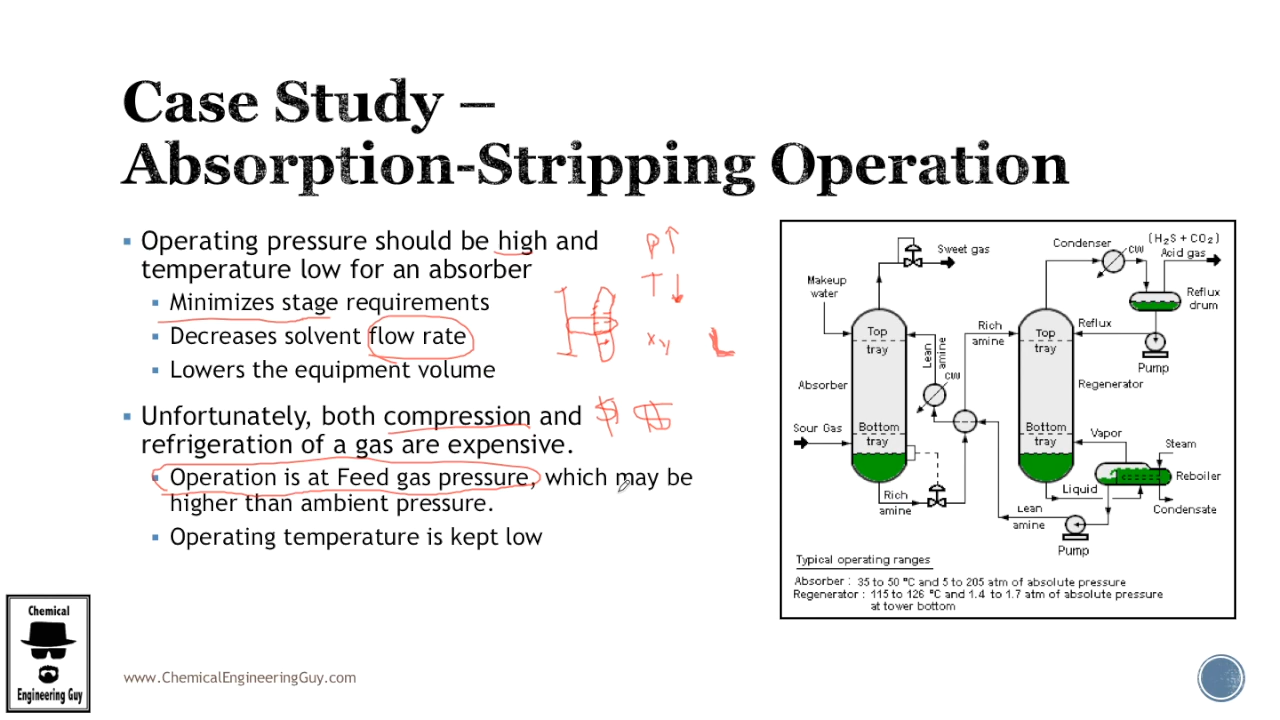 Case Study –
Absorption-Stripping Operation
▪ Operating pressure should be high and
temperature low for an absorber
▪ Minimizes stage requirements
▪ Decreases solvent flow rate
▪ Lowers the equipment volume
▪ Unfortunately, both compression and
refrigeration of a gas are expensive.
▪ Operation is at Feed gas pressure, which may be
higher than ambient pressure.
▪ Operating temperature is kept low
P↑
T↓
x y
L
$ $
Sweet gas
Makeup
water
Top
tray
Absorber
Sour Gas
Bottom
tray
Rich
amine
Lean
amine
CW
Rich
amine
Condenser
CW
(H₂S + CO₂)
Acid gas
Reflux
drum
Reflux
Pump
Top
tray
Regenerator
Bottom
tray
Vapor
Steam
Reboiler
Liquid
Condensate
Lean
amine
Pump
Typical operating ranges
Absorber : 35 to 50 °C and 5 to 205 atm of absolute pressure
Regenerator : 115 to 126 °C and 1.4 to 1.7 atm of absolute pressure
at tower bottom
Chemical
Engineering Guy
www.ChemicalEngineeringGuy.com